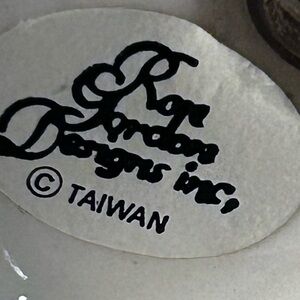 Ron
Gordon
Designs inc,
© TAIWAN